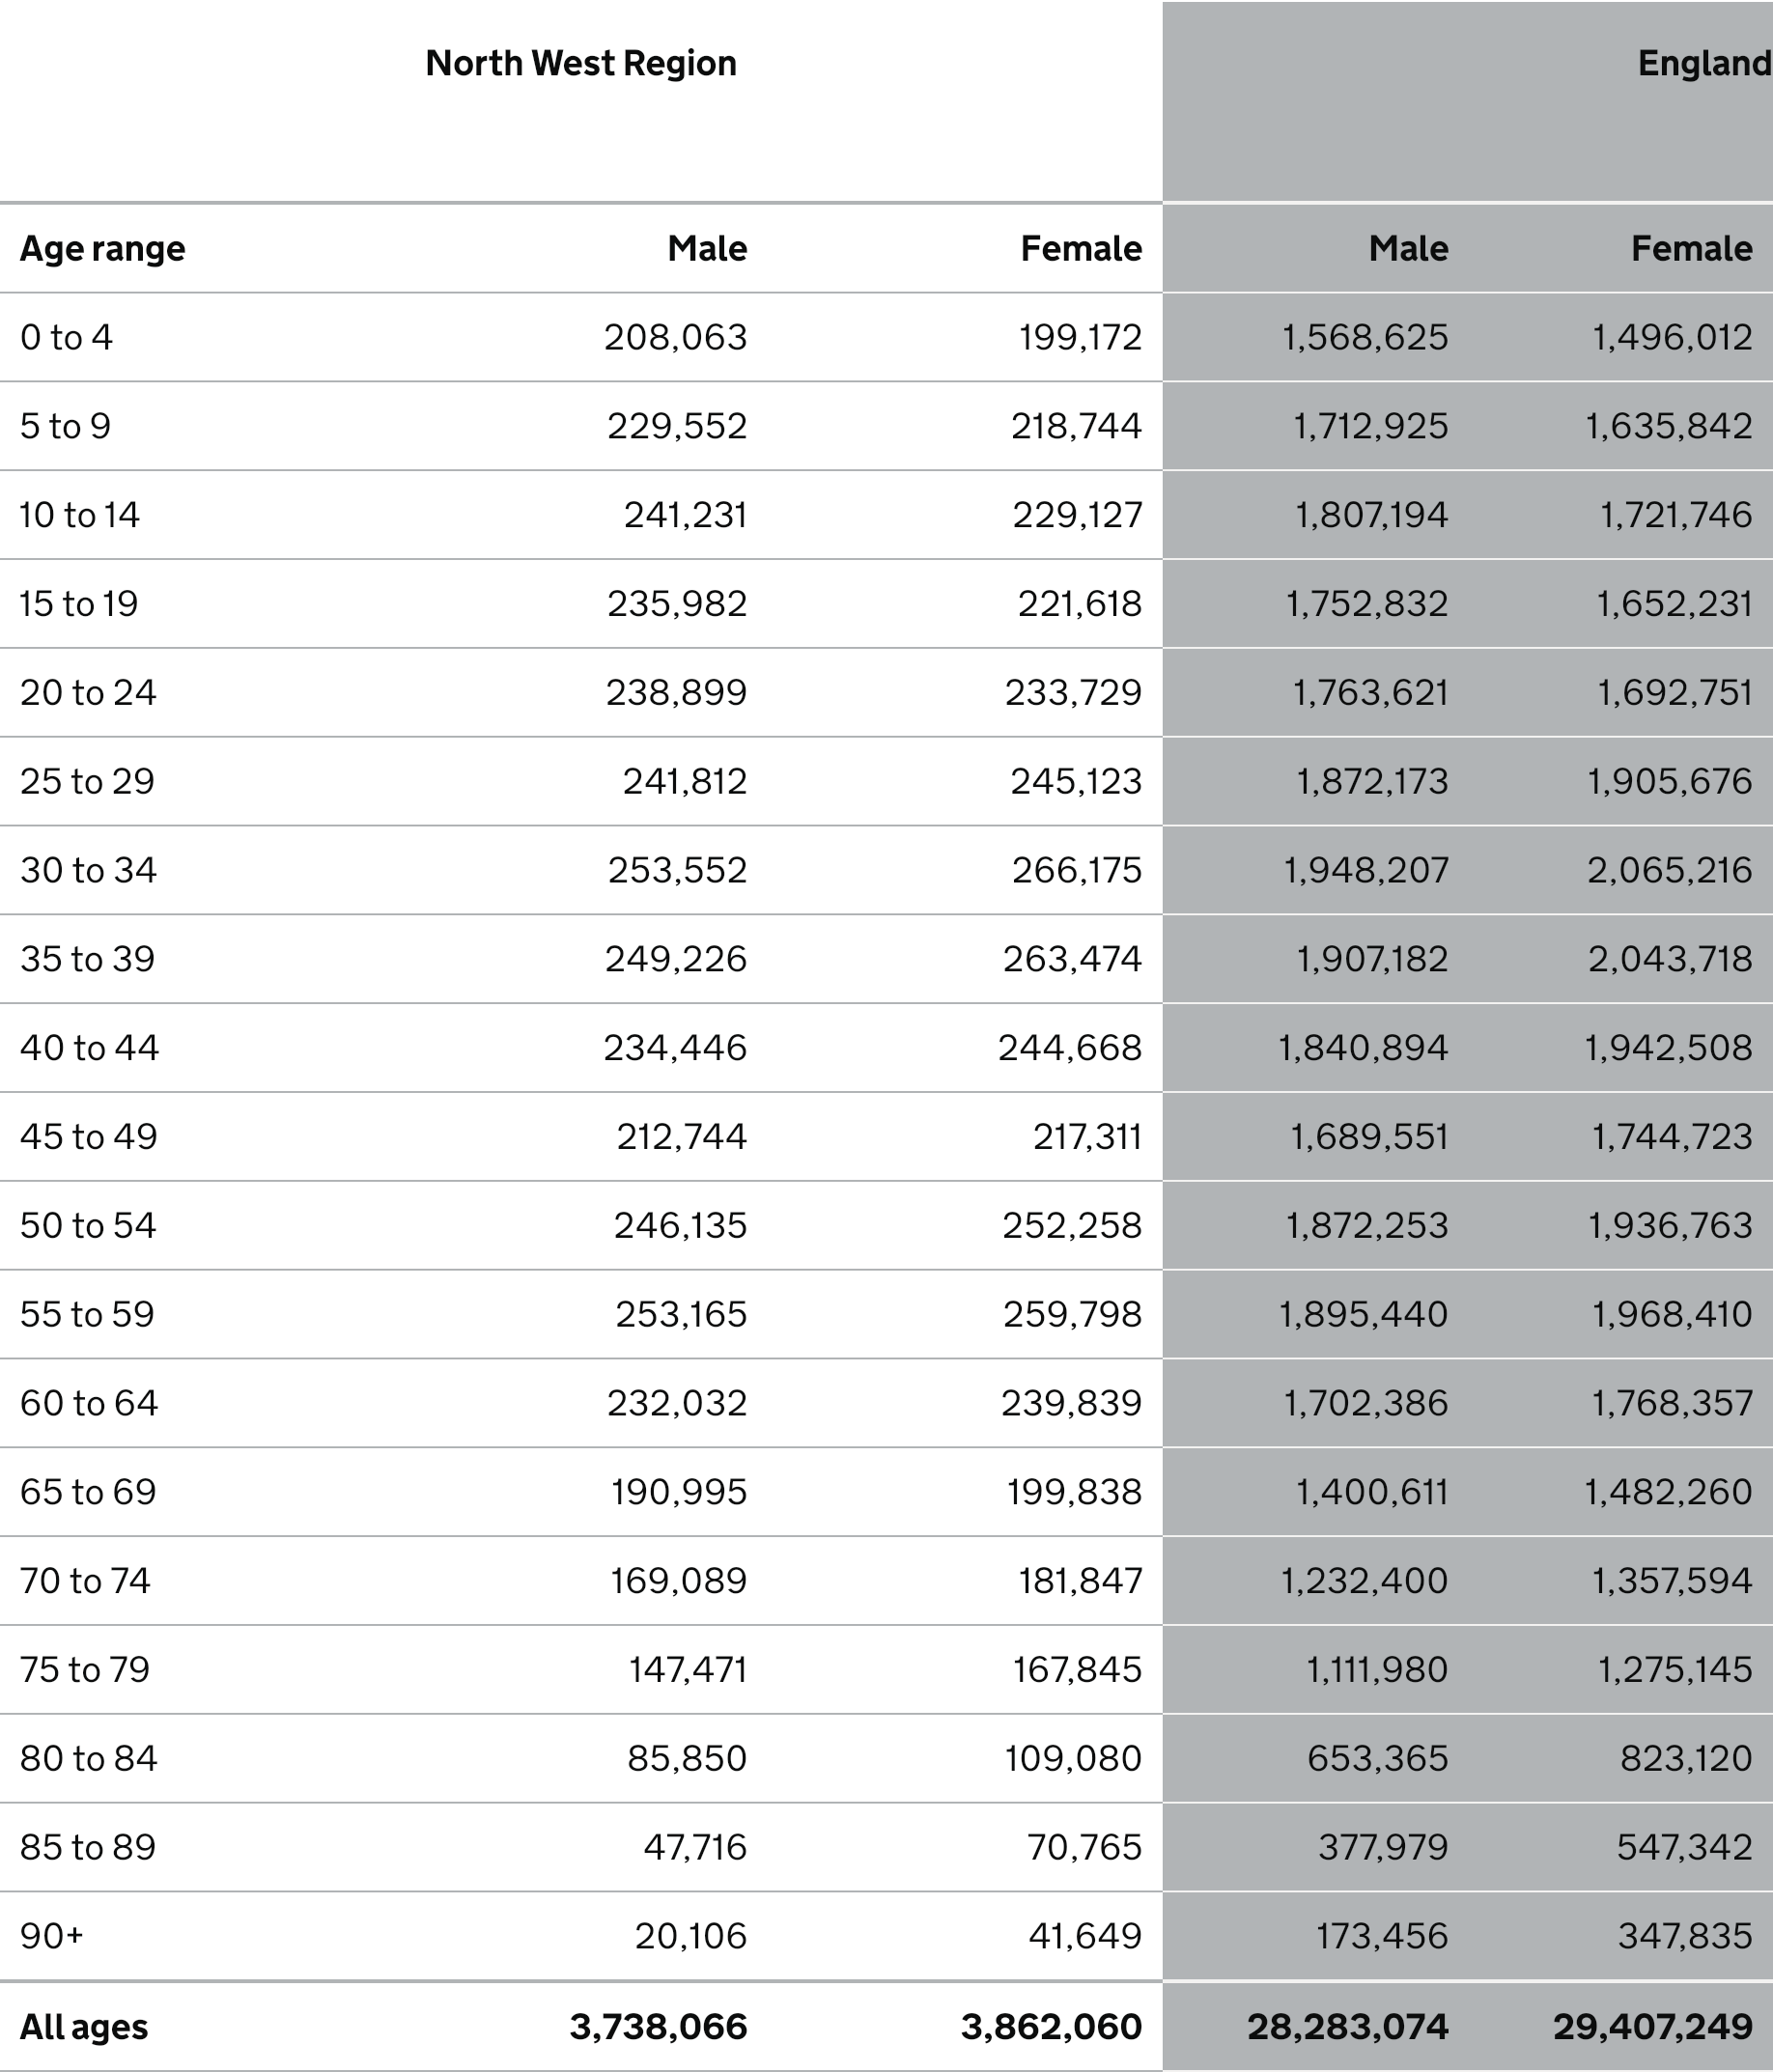 North West Region England
Age range Male Female Male Female
0 to 4 208,063 199,172 1,568,625 1,496,012
5 to 9 229,552 218,744 1,712,925 1,635,842
10 to 14 241,231 229,127 1,807,194 1,721,746
15 to 19 235,982 221,618 1,752,832 1,652,231
20 to 24 238,899 233,729 1,763,621 1,692,751
25 to 29 241,812 245,123 1,872,173 1,905,676
30 to 34 253,552 266,175 1,948,207 2,065,216
35 to 39 249,226 263,474 1,907,182 2,043,718
40 to 44 234,446 244,668 1,840,894 1,942,508
45 to 49 212,744 217,311 1,689,551 1,744,723
50 to 54 246,135 252,258 1,872,253 1,936,763
55 to 59 253,165 259,798 1,895,440 1,968,410
60 to 64 232,032 239,839 1,702,386 1,768,357
65 to 69 190,995 199,838 1,400,611 1,482,260
70 to 74 169,089 181,847 1,232,400 1,357,594
75 to 79 147,471 167,845 1,111,980 1,275,145
80 to 84 85,850 109,080 653,365 823,120
85 to 89 47,716 70,765 377,979 547,342
90+ 20,106 41,649 173,456 347,835
All ages 3,738,066 3,862,060 28,283,074 29,407,249